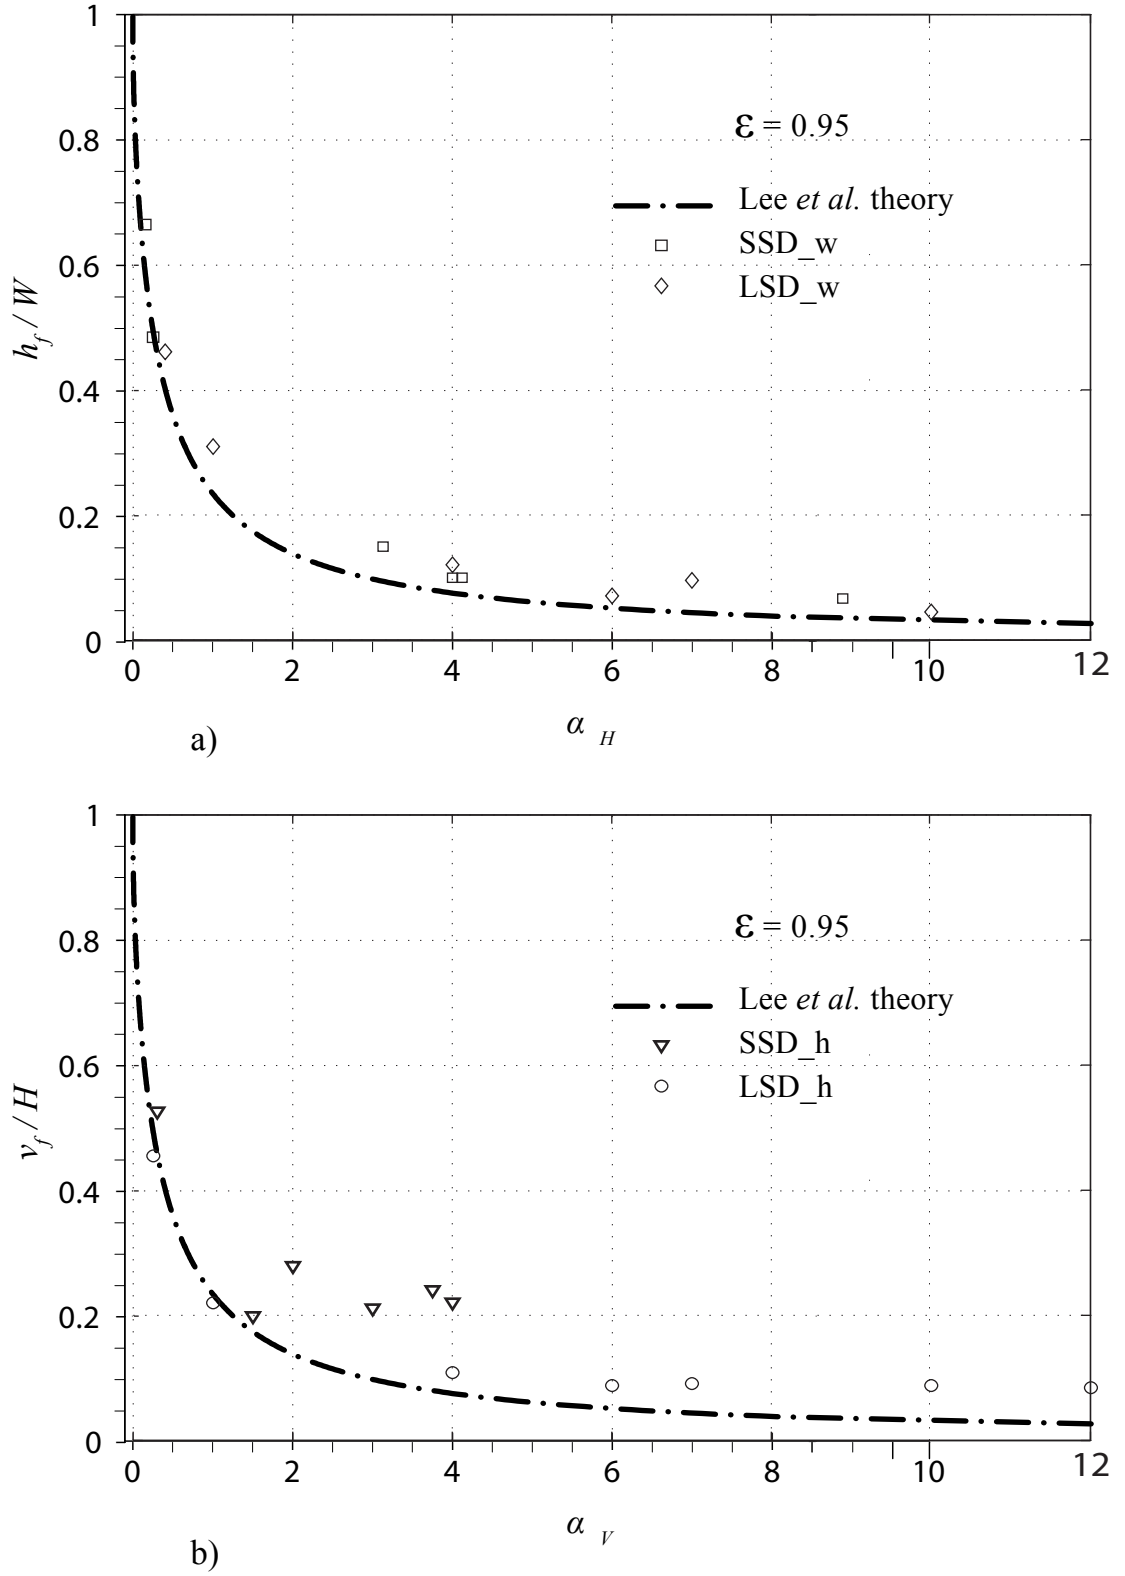 1
0.8
0.6
0.4
0.2
0
h_f / W
ε = 0.95
Lee et al. theory
SSD_w
LSD_w
0 2 4 6 8 10 12
α_H
a)
1
0.8
0.6
0.4
0.2
0
v_f / H
ε = 0.95
Lee et al. theory
SSD_h
LSD_h
0 2 4 6 8 10 12
α_V
b)